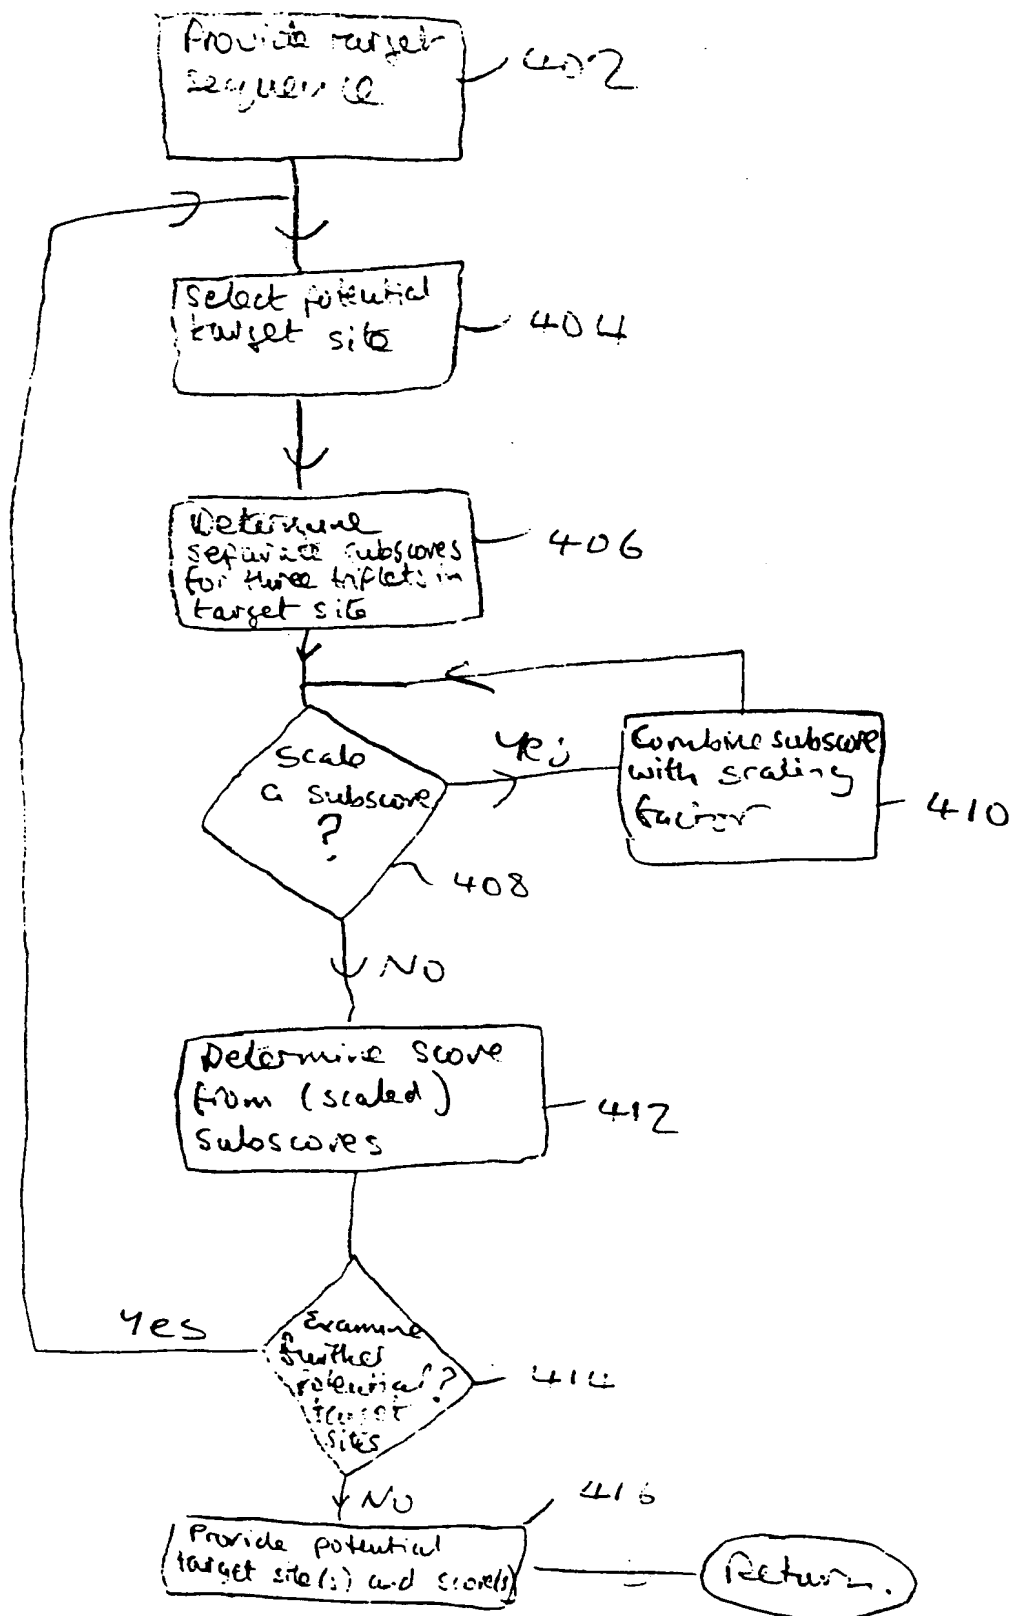 Provide target
sequence
402
Select potential
target site
404
Determine
separate subscores
for three triplets in
target site
406
Scale
a subscore
?
408
Yes
Combine subscore
with scaling
factor
410
NO
Determine score
from (scaled)
subscores
412
Examine
further
potential
target
sites
?
414
Yes
NO
416
Provide potential
target site(s) and score(s)
Return.